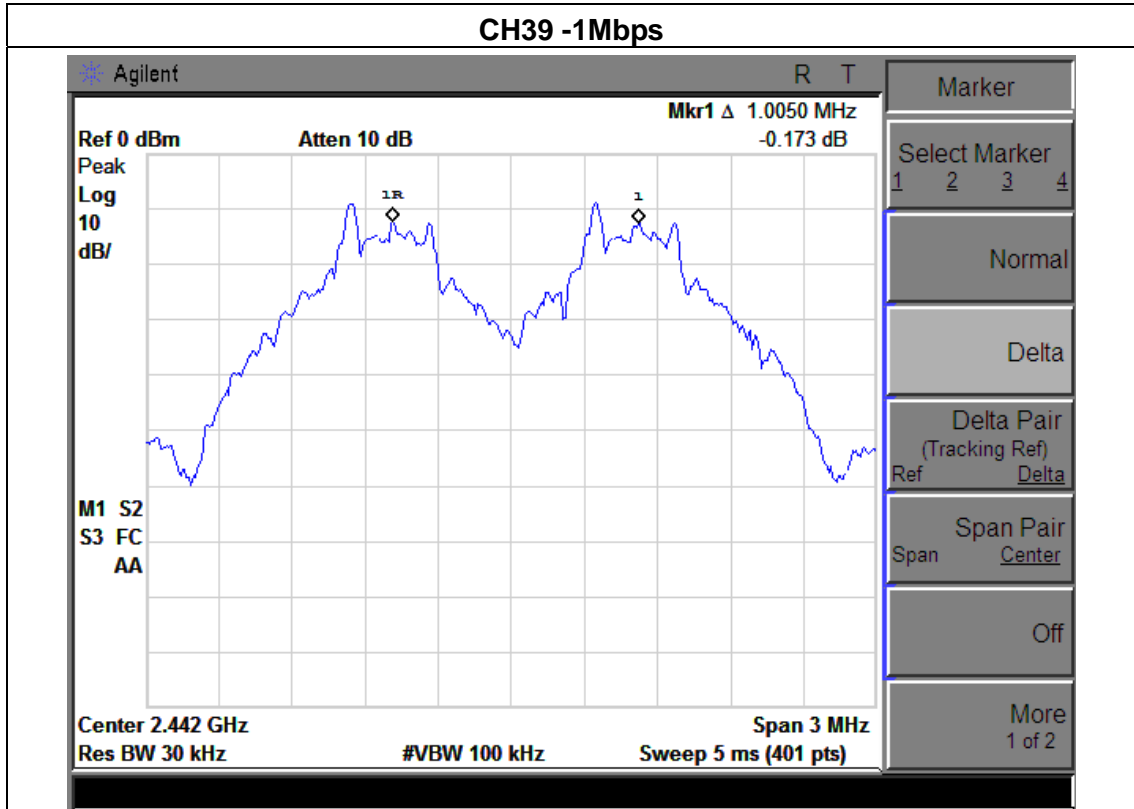 CH39 -1Mbps
Agilent R T
Mkr1 Δ 1.0050 MHz
Ref 0 dBm Atten 10 dB -0.173 dB
Peak
Log
10
dB/
1R
1
M1 S2
S3 FC
AA
Center 2.442 GHz Span 3 MHz
Res BW 30 kHz #VBW 100 kHz Sweep 5 ms (401 pts)
Marker
Select Marker
1 2 3 4
Normal
Delta
Delta Pair
(Tracking Ref)
Ref Delta
Span Pair
Span Center
Off
More
1 of 2